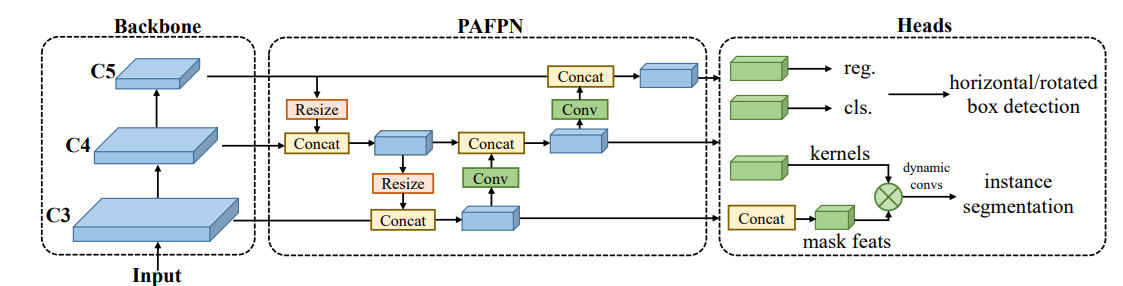 Backbone
PAFPN
Heads
C5
C4
C3
Input
Resize
Concat
Resize
Concat
Concat
Conv
Concat
Conv
reg.
cls.
horizontal/rotated
box detection
kernels
dynamic
convs
Concat
mask feats
instance
segmentation